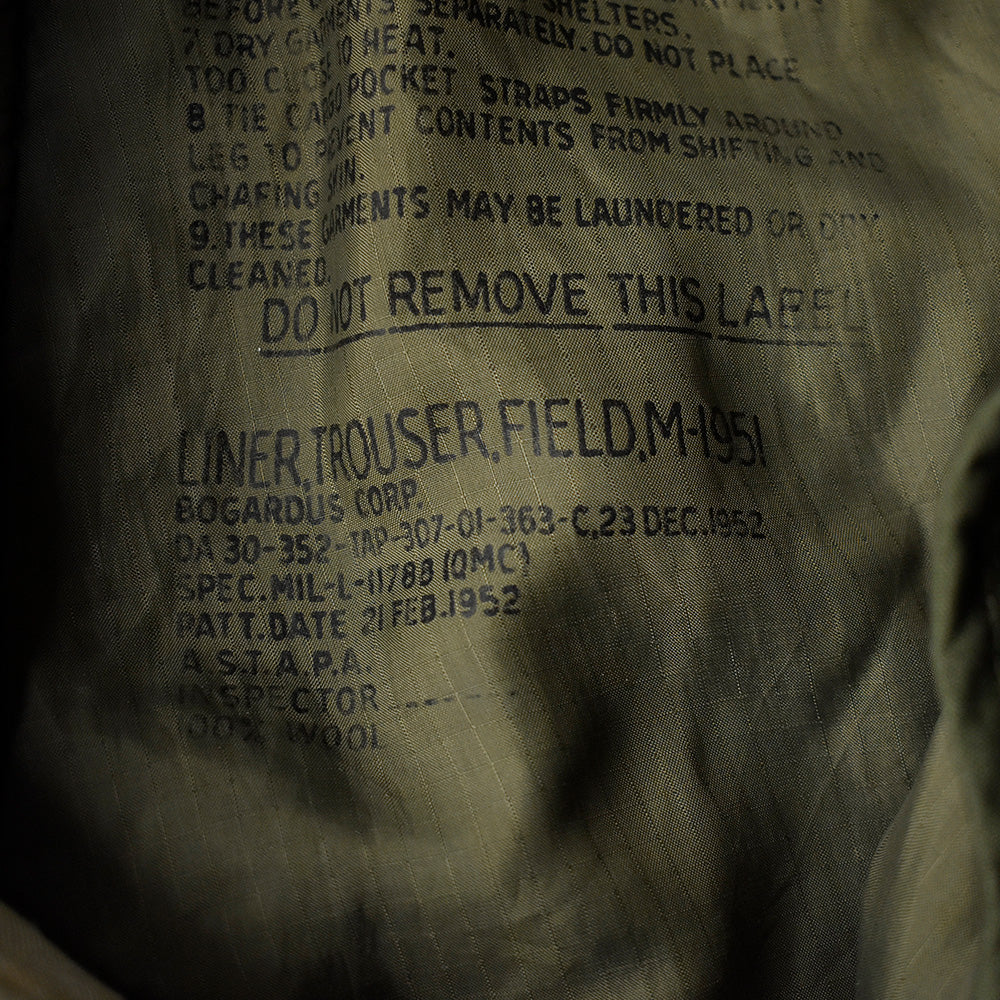 BEFORE SHELTERS.
7 DRY GARMENTS SEPARATELY. DO NOT PLACE
TOO CLOSE TO HEAT.
8 TIE CARGO POCKET STRAPS FIRMLY AROUND
LEG TO PREVENT CONTENTS FROM SHIFTING AND
CHAFING SKIN.
9. THESE GARMENTS MAY BE LAUNDERED OR DRY
CLEANED.
DO NOT REMOVE THIS LABEL
LINER, TROUSER, FIELD, M-1951
BOGARDUS CORP.
DA 30-352-TAP-307-01-363-C, 23 DEC. 1952
SPEC. MIL-L-11788 (QMC)
PATT. DATE 21 FEB. 1952
A.S.T.A.P.A.
INSPECTOR ------
100% WOOL